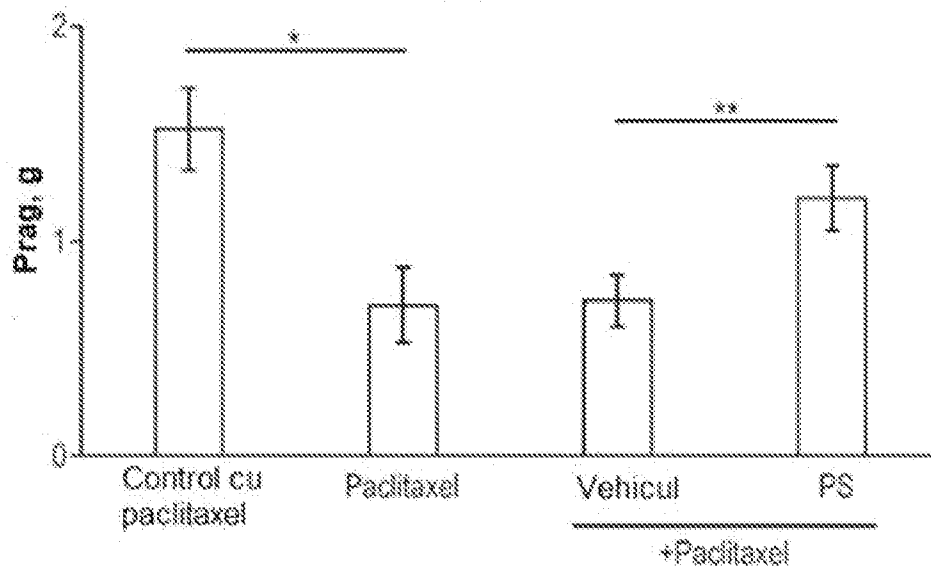 2
*
**
Prag, g
1
0
Control cu
paclitaxel
Paclitaxel
Vehicul
PS
+Paclitaxel